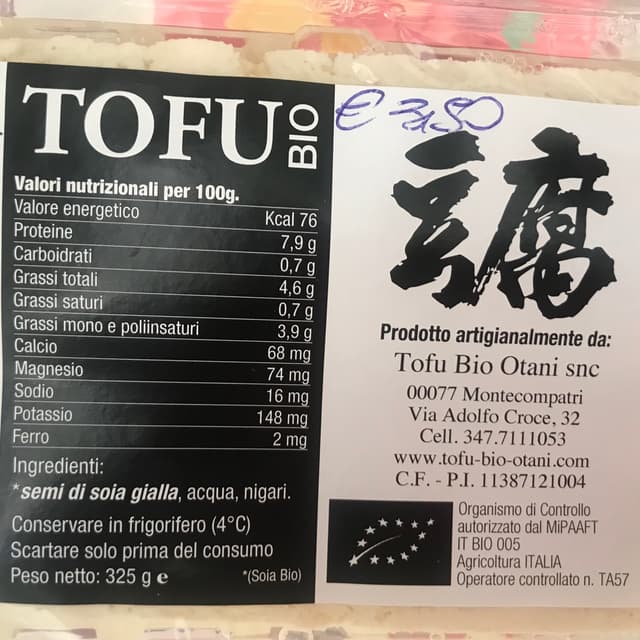 TOFU BIO
Valori nutrizionali per 100g.
Valore energetico Kcal 76
Proteine 7,9 g
Carboidrati 0,7 g
Grassi totali 4,6 g
Grassi saturi 0,7 g
Grassi mono e poliinsaturi 3,9 g
Calcio 68 mg
Magnesio 74 mg
Sodio 16 mg
Potassio 148 mg
Ferro 2 mg
Ingredienti:
*semi di soia gialla, acqua, nigari.
Conservare in frigorifero (4°C)
Scartare solo prima del consumo
Peso netto: 325 g e *(Soia Bio)
€ 3,50
豆腐
Prodotto artigianalmente da:
Tofu Bio Otani snc
00077 Montecompatri
Via Adolfo Croce, 32
Cell. 347.7111053
www.tofu-bio-otani.com
C.F. - P.I. 11387121004
Organismo di Controllo
autorizzato dal MiPAAFT
IT BIO 005
Agricoltura ITALIA
Operatore controllato n. TA57